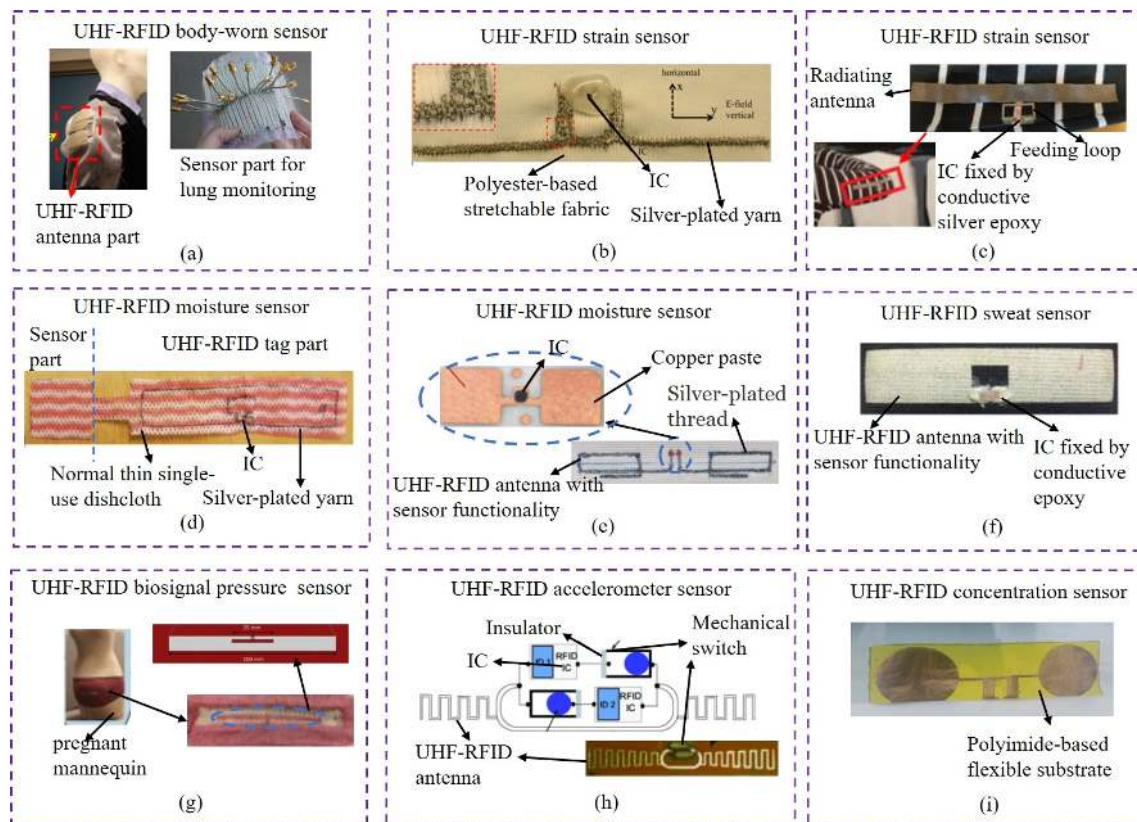 UHF-RFID body-worn sensor
Sensor part for
lung monitoring
UHF-RFID
antenna part
(a)
UHF-RFID strain sensor
horizontal
x
y
E-field
vertical
IC
IC
Polyester-based
stretchable fabric
Silver-plated yarn
(b)
UHF-RFID strain sensor
Radiating
antenna
Feeding loop
IC fixed by
conductive
silver epoxy
(c)
UHF-RFID moisture sensor
Sensor
part
UHF-RFID tag part
IC
Normal thin single-
use dishcloth
Silver-plated yarn
(d)
UHF-RFID moisture sensor
IC
Copper paste
Silver-plated
thread
UHF-RFID antenna with
sensor functionality
(e)
UHF-RFID sweat sensor
UHF-RFID antenna with
sensor functionality
IC fixed by
conductive
epoxy
(f)
UHF-RFID biosignal pressure sensor
pregnant
mannequin
(g)
UHF-RFID accelerometer sensor
Insulator
Mechanical
switch
IC
ID 1
RFID
IC
ID 2
RFID
IC
UHF-RFID
antenna
(h)
UHF-RFID concentration sensor
Polyimide-based
flexible substrate
(i)